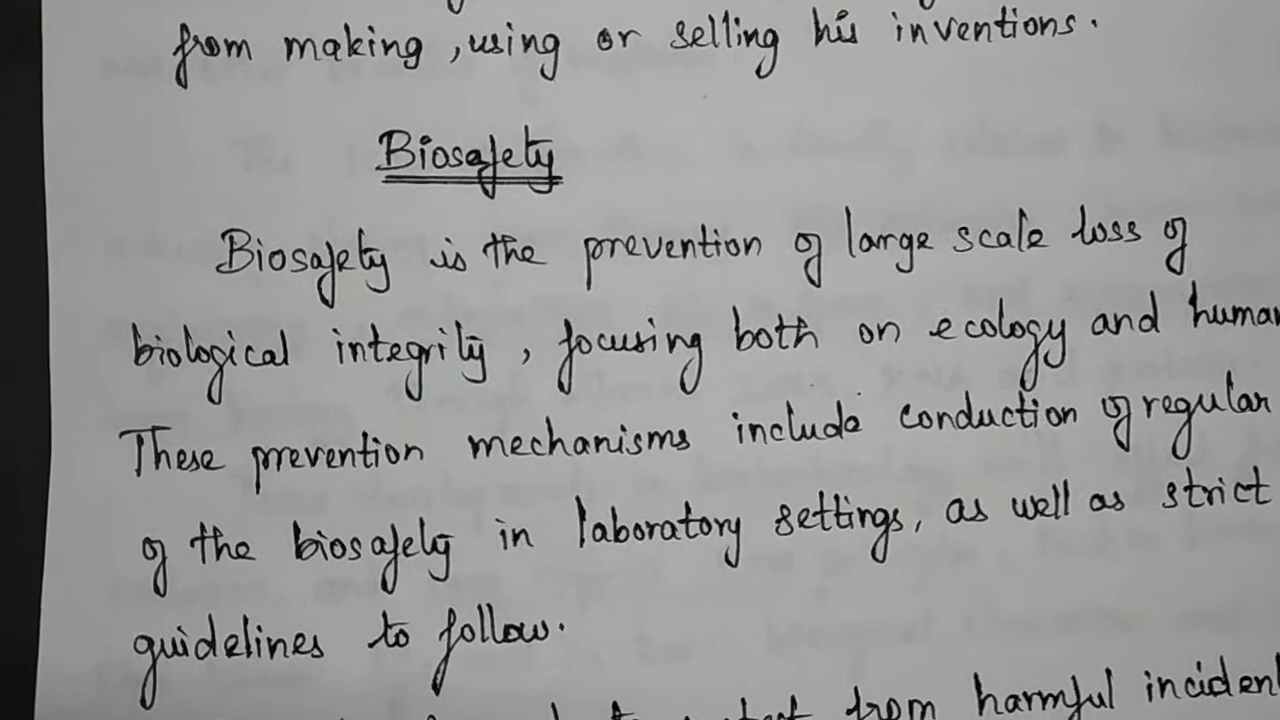 from making , using or selling his inventions.
Biosafety
Biosafety is the prevention of large scale loss of
biological integrity , focusing both on ecology and human
These prevention mechanisms include conduction of regular
of the biosafety in laboratory settings, as well as strict
guidelines to follow.
from harmful